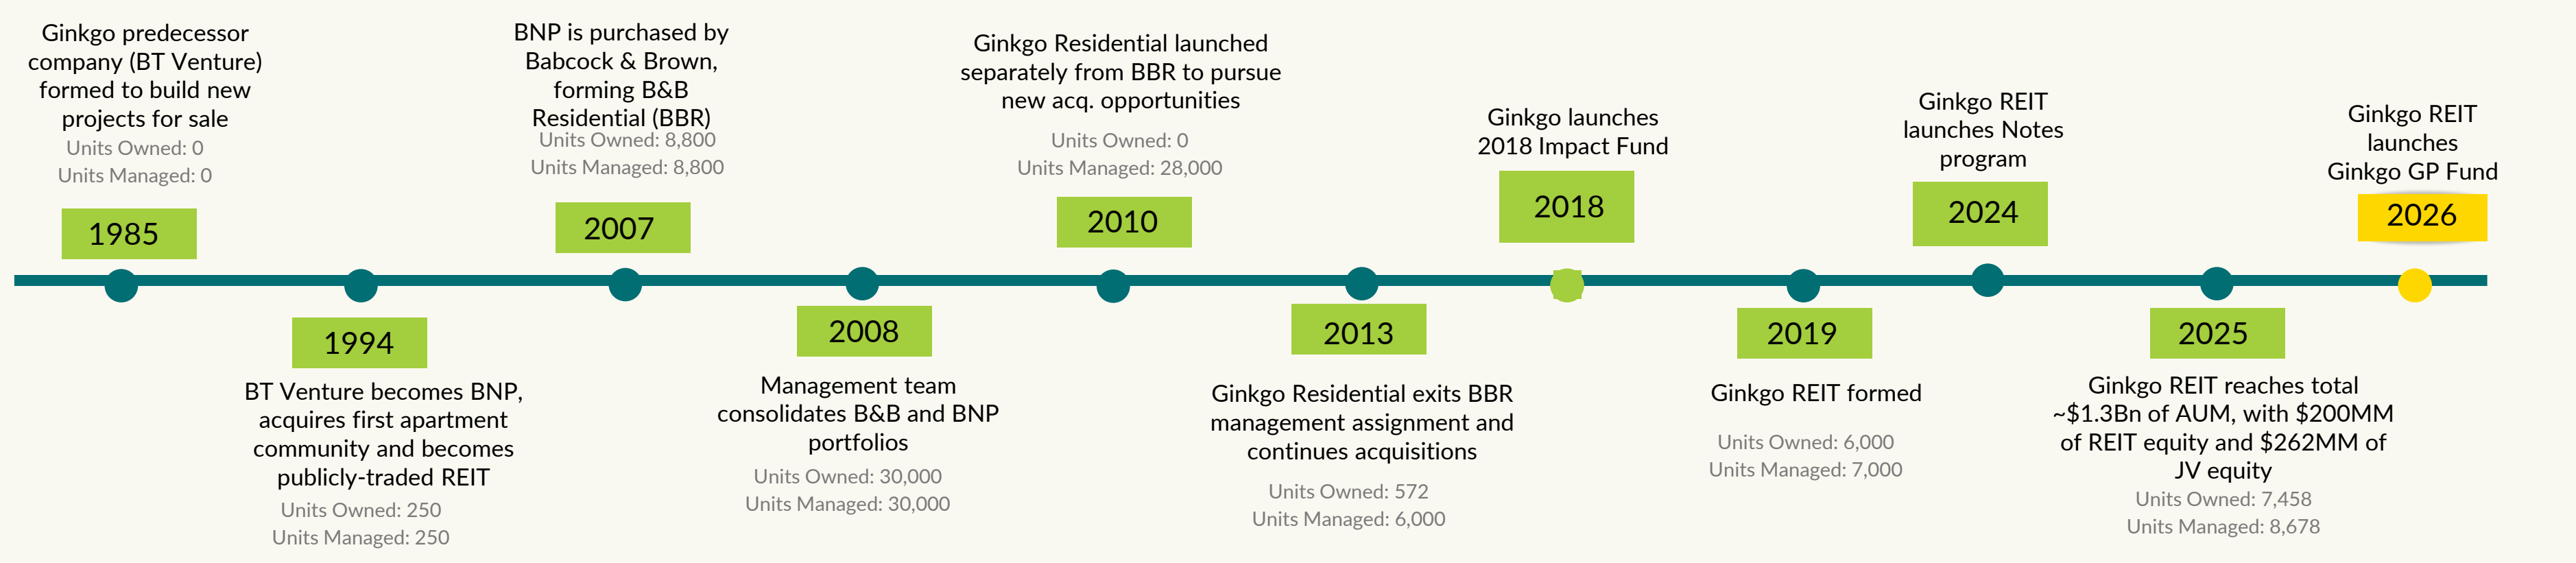 Ginkgo predecessor
company (BT Venture)
formed to build new
projects for sale
Units Owned: 0
Units Managed: 0
1985
1994
BT Venture becomes BNP,
acquires first apartment
community and becomes
publicly-traded REIT
Units Owned: 250
Units Managed: 250
BNP is purchased by
Babcock & Brown,
forming B&B
Residential (BBR)
Units Owned: 8,800
Units Managed: 8,800
2007
2008
Management team
consolidates B&B and BNP
portfolios
Units Owned: 30,000
Units Managed: 30,000
Ginkgo Residential launched
separately from BBR to pursue
new acq. opportunities
Units Owned: 0
Units Managed: 28,000
2010
2013
Ginkgo Residential exits BBR
management assignment and
continues acquisitions
Units Owned: 572
Units Managed: 6,000
Ginkgo launches
2018 Impact Fund
2018
2019
Ginkgo REIT formed
Units Owned: 6,000
Units Managed: 7,000
Ginkgo REIT
launches Notes
program
2024
2025
Ginkgo REIT reaches total
~$1.3Bn of AUM, with $200MM
of REIT equity and $262MM of
JV equity
Units Owned: 7,458
Units Managed: 8,678
Ginkgo REIT
launches
Ginkgo GP Fund
2026